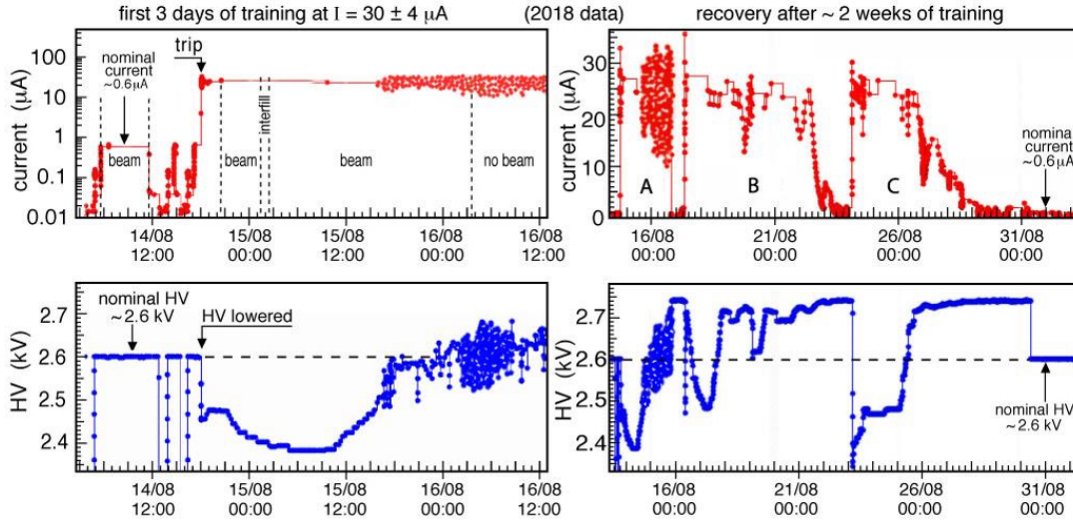 first 3 days of training at I = 30 ± 4 μA
(2018 data)
recovery after ~ 2 weeks of training
current (μA)
100
10
1
0.1
0.01
nominal
current
~0.6μA
trip
beam
beam
interfill
beam
no beam
14/08
12:00
15/08
00:00
15/08
12:00
16/08
00:00
16/08
12:00
current (μA)
30
20
10
0
A
B
C
nominal
current
~0.6μA
16/08
00:00
21/08
00:00
26/08
00:00
31/08
00:00
HV (kV)
2.7
2.6
2.5
2.4
nominal HV
~2.6 kV
HV lowered
14/08
12:00
15/08
00:00
15/08
12:00
16/08
00:00
16/08
12:00
HV (kV)
2.7
2.6
2.5
2.4
nominal HV
~2.6 kV
16/08
00:00
21/08
00:00
26/08
00:00
31/08
00:00